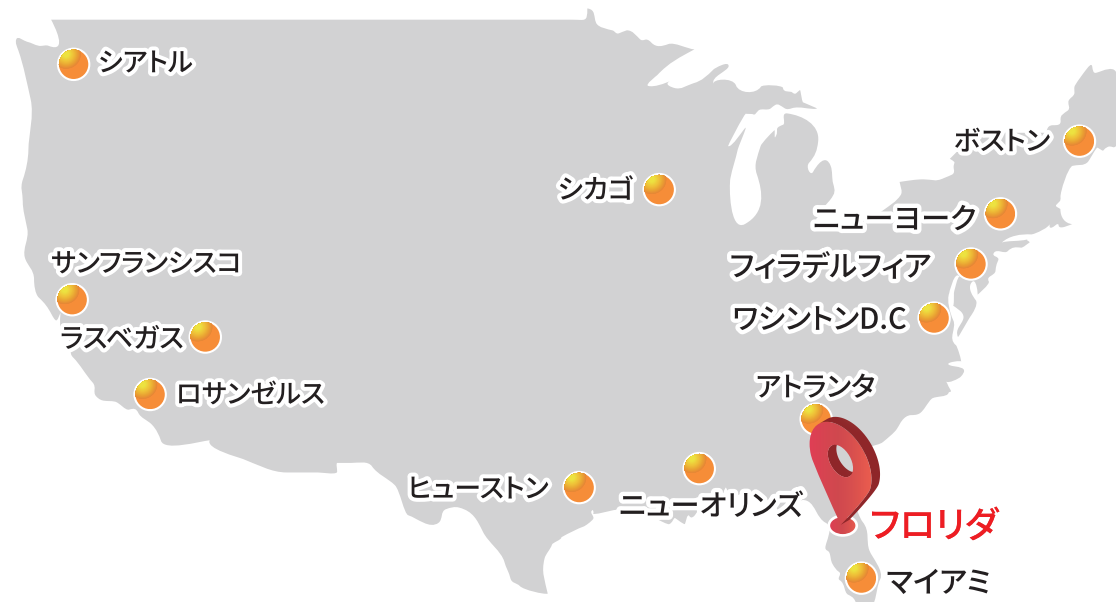 シアトル
ボストン
シカゴ
ニューヨーク
サンフランシスコ
フィラデルフィア
ワシントンD.C
ラスベガス
アトランタ
ロサンゼルス
ヒューストン
ニューオリンズ
フロリダ
マイアミ